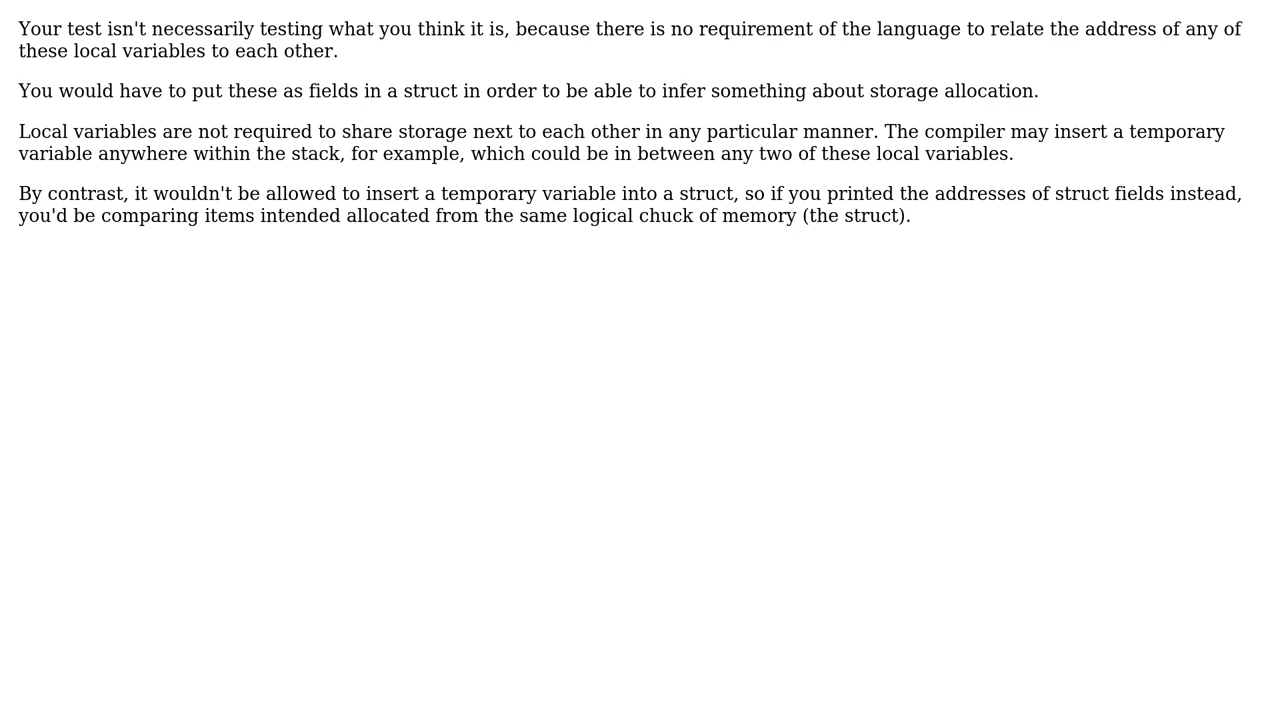 Your test isn't necessarily testing what you think it is, because there is no requirement of the language to relate the address of any of
these local variables to each other.
You would have to put these as fields in a struct in order to be able to infer something about storage allocation.
Local variables are not required to share storage next to each other in any particular manner. The compiler may insert a temporary
variable anywhere within the stack, for example, which could be in between any two of these local variables.
By contrast, it wouldn't be allowed to insert a temporary variable into a struct, so if you printed the addresses of struct fields instead,
you'd be comparing items intended allocated from the same logical chuck of memory (the struct).